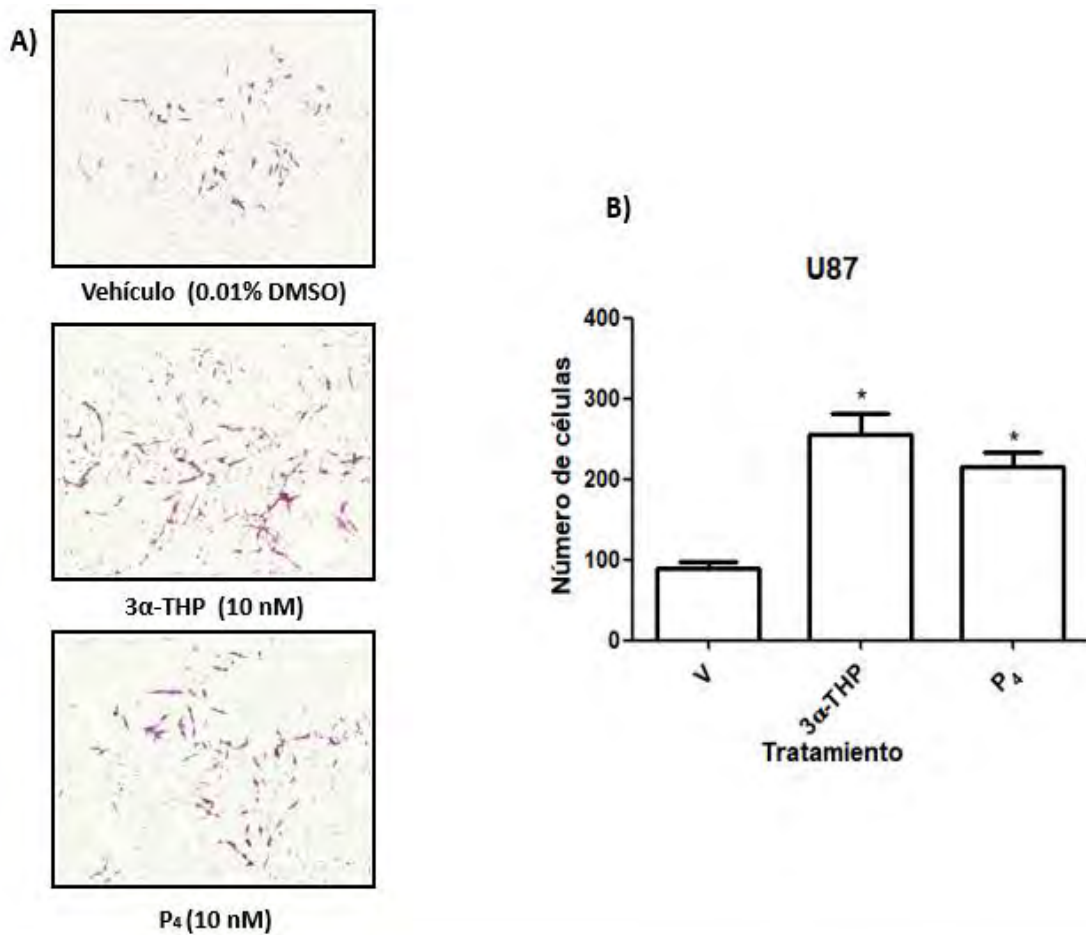 A)
Vehículo (0.01% DMSO)
3α-THP (10 nM)
P₄ (10 nM)
B)
U87
Número de células
400
300
200
100
0
*
*
V
3α-THP
P₄
Tratamiento